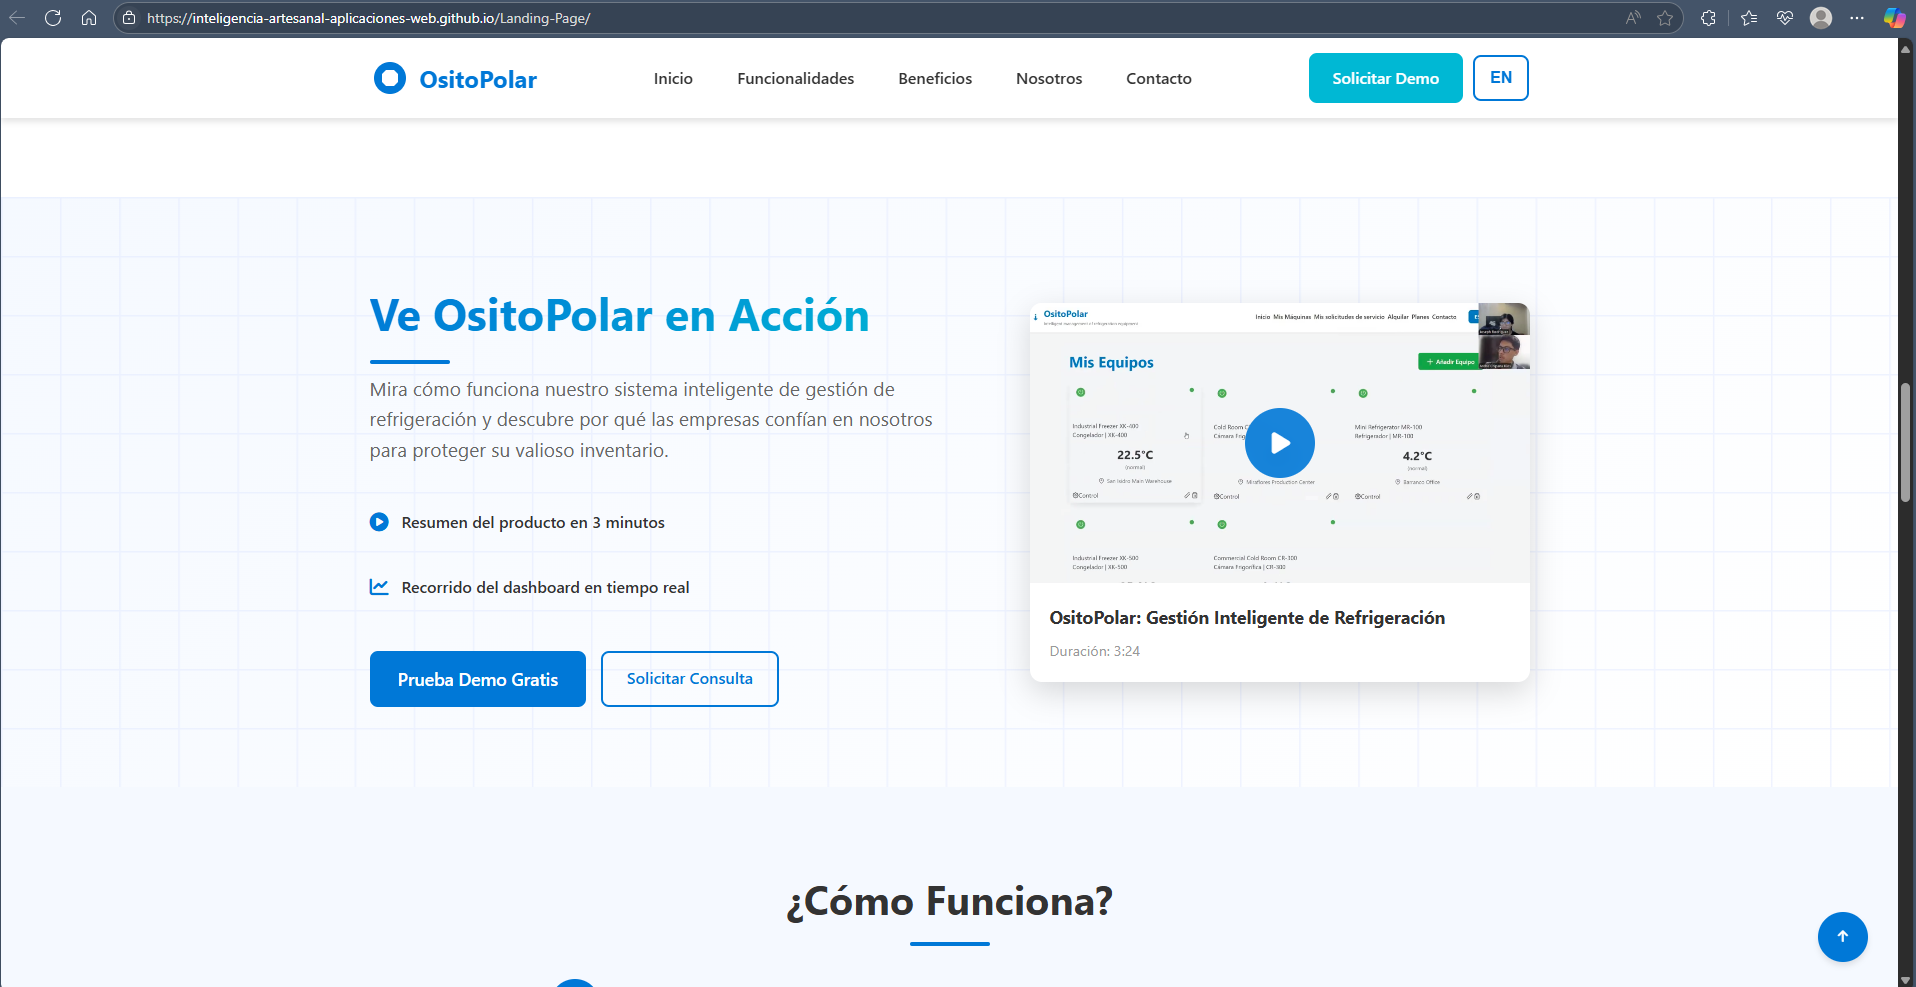 https://inteligencia-artesanal-aplicaciones-web.github.io/Landing-Page/
OsitoPolar
Inicio
Funcionalidades
Beneficios
Nosotros
Contacto
Solicitar Demo
EN
Ve OsitoPolar en Acción
Mira cómo funciona nuestro sistema inteligente de gestión de
refrigeración y descubre por qué las empresas confían en nosotros
para proteger su valioso inventario.
Resumen del producto en 3 minutos
Recorrido del dashboard en tiempo real
Prueba Demo Gratis
Solicitar Consulta
OsitoPolar
Inicio Mis Máquinas Mis solicitudes de servicio Alquilar Planes Contacto
Mis Equipos
+ Añadir Equipo
Industrial Freezer XK-400
Congelador | XK-400
22.5°C
(normal)
San Isidro Main Warehouse
Control
Cold Room
Miraflores Production Center
Control
Mini Refrigerator MR-100
Refrigerador | MR-100
4.2°C
(normal)
Barranco Office
Control
Industrial Freezer XK-500
Congelador | XK-500
Commercial Cold Room CR-300
Cámara Frigorífica | CR-300
OsitoPolar: Gestión Inteligente de Refrigeración
Duración: 3:24
¿Cómo Funciona?